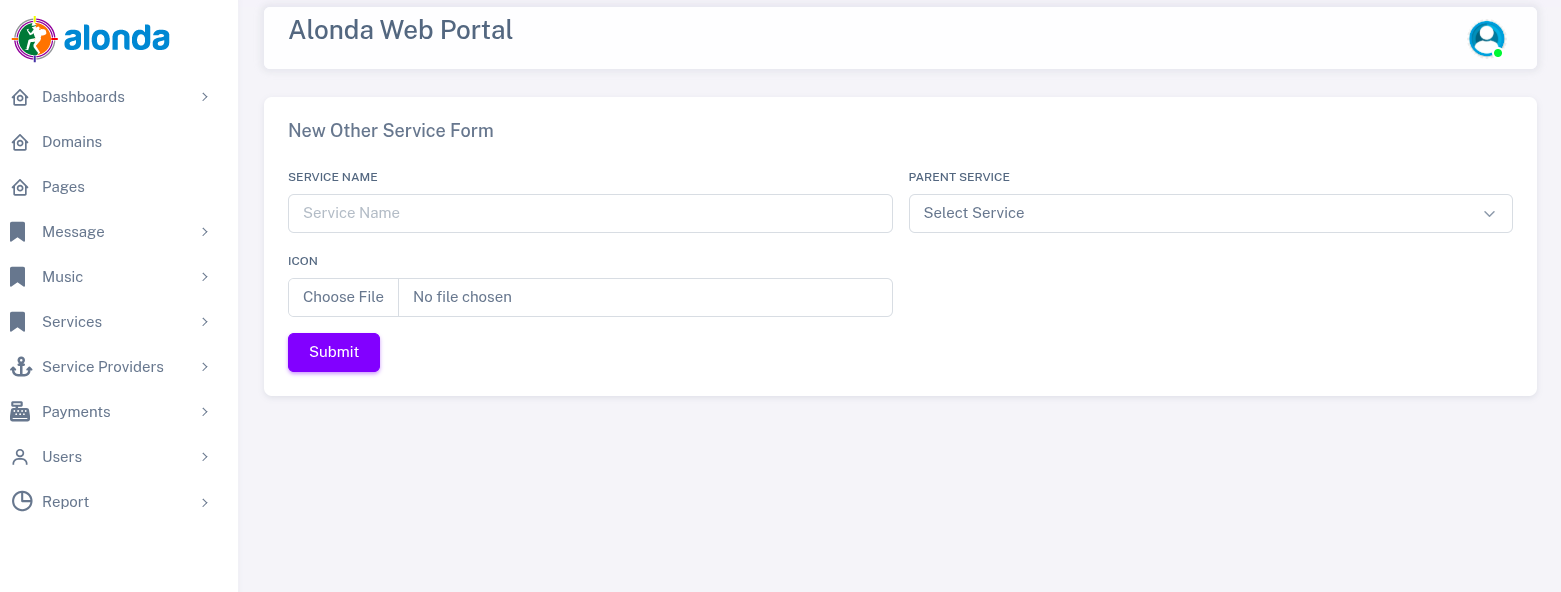 alonda
Dashboards
Domains
Pages
Message
Music
Services
Service Providers
Payments
Users
Report
Alonda Web Portal
New Other Service Form
SERVICE NAME
Service Name
PARENT SERVICE
Select Service
ICON
Choose File No file chosen
Submit